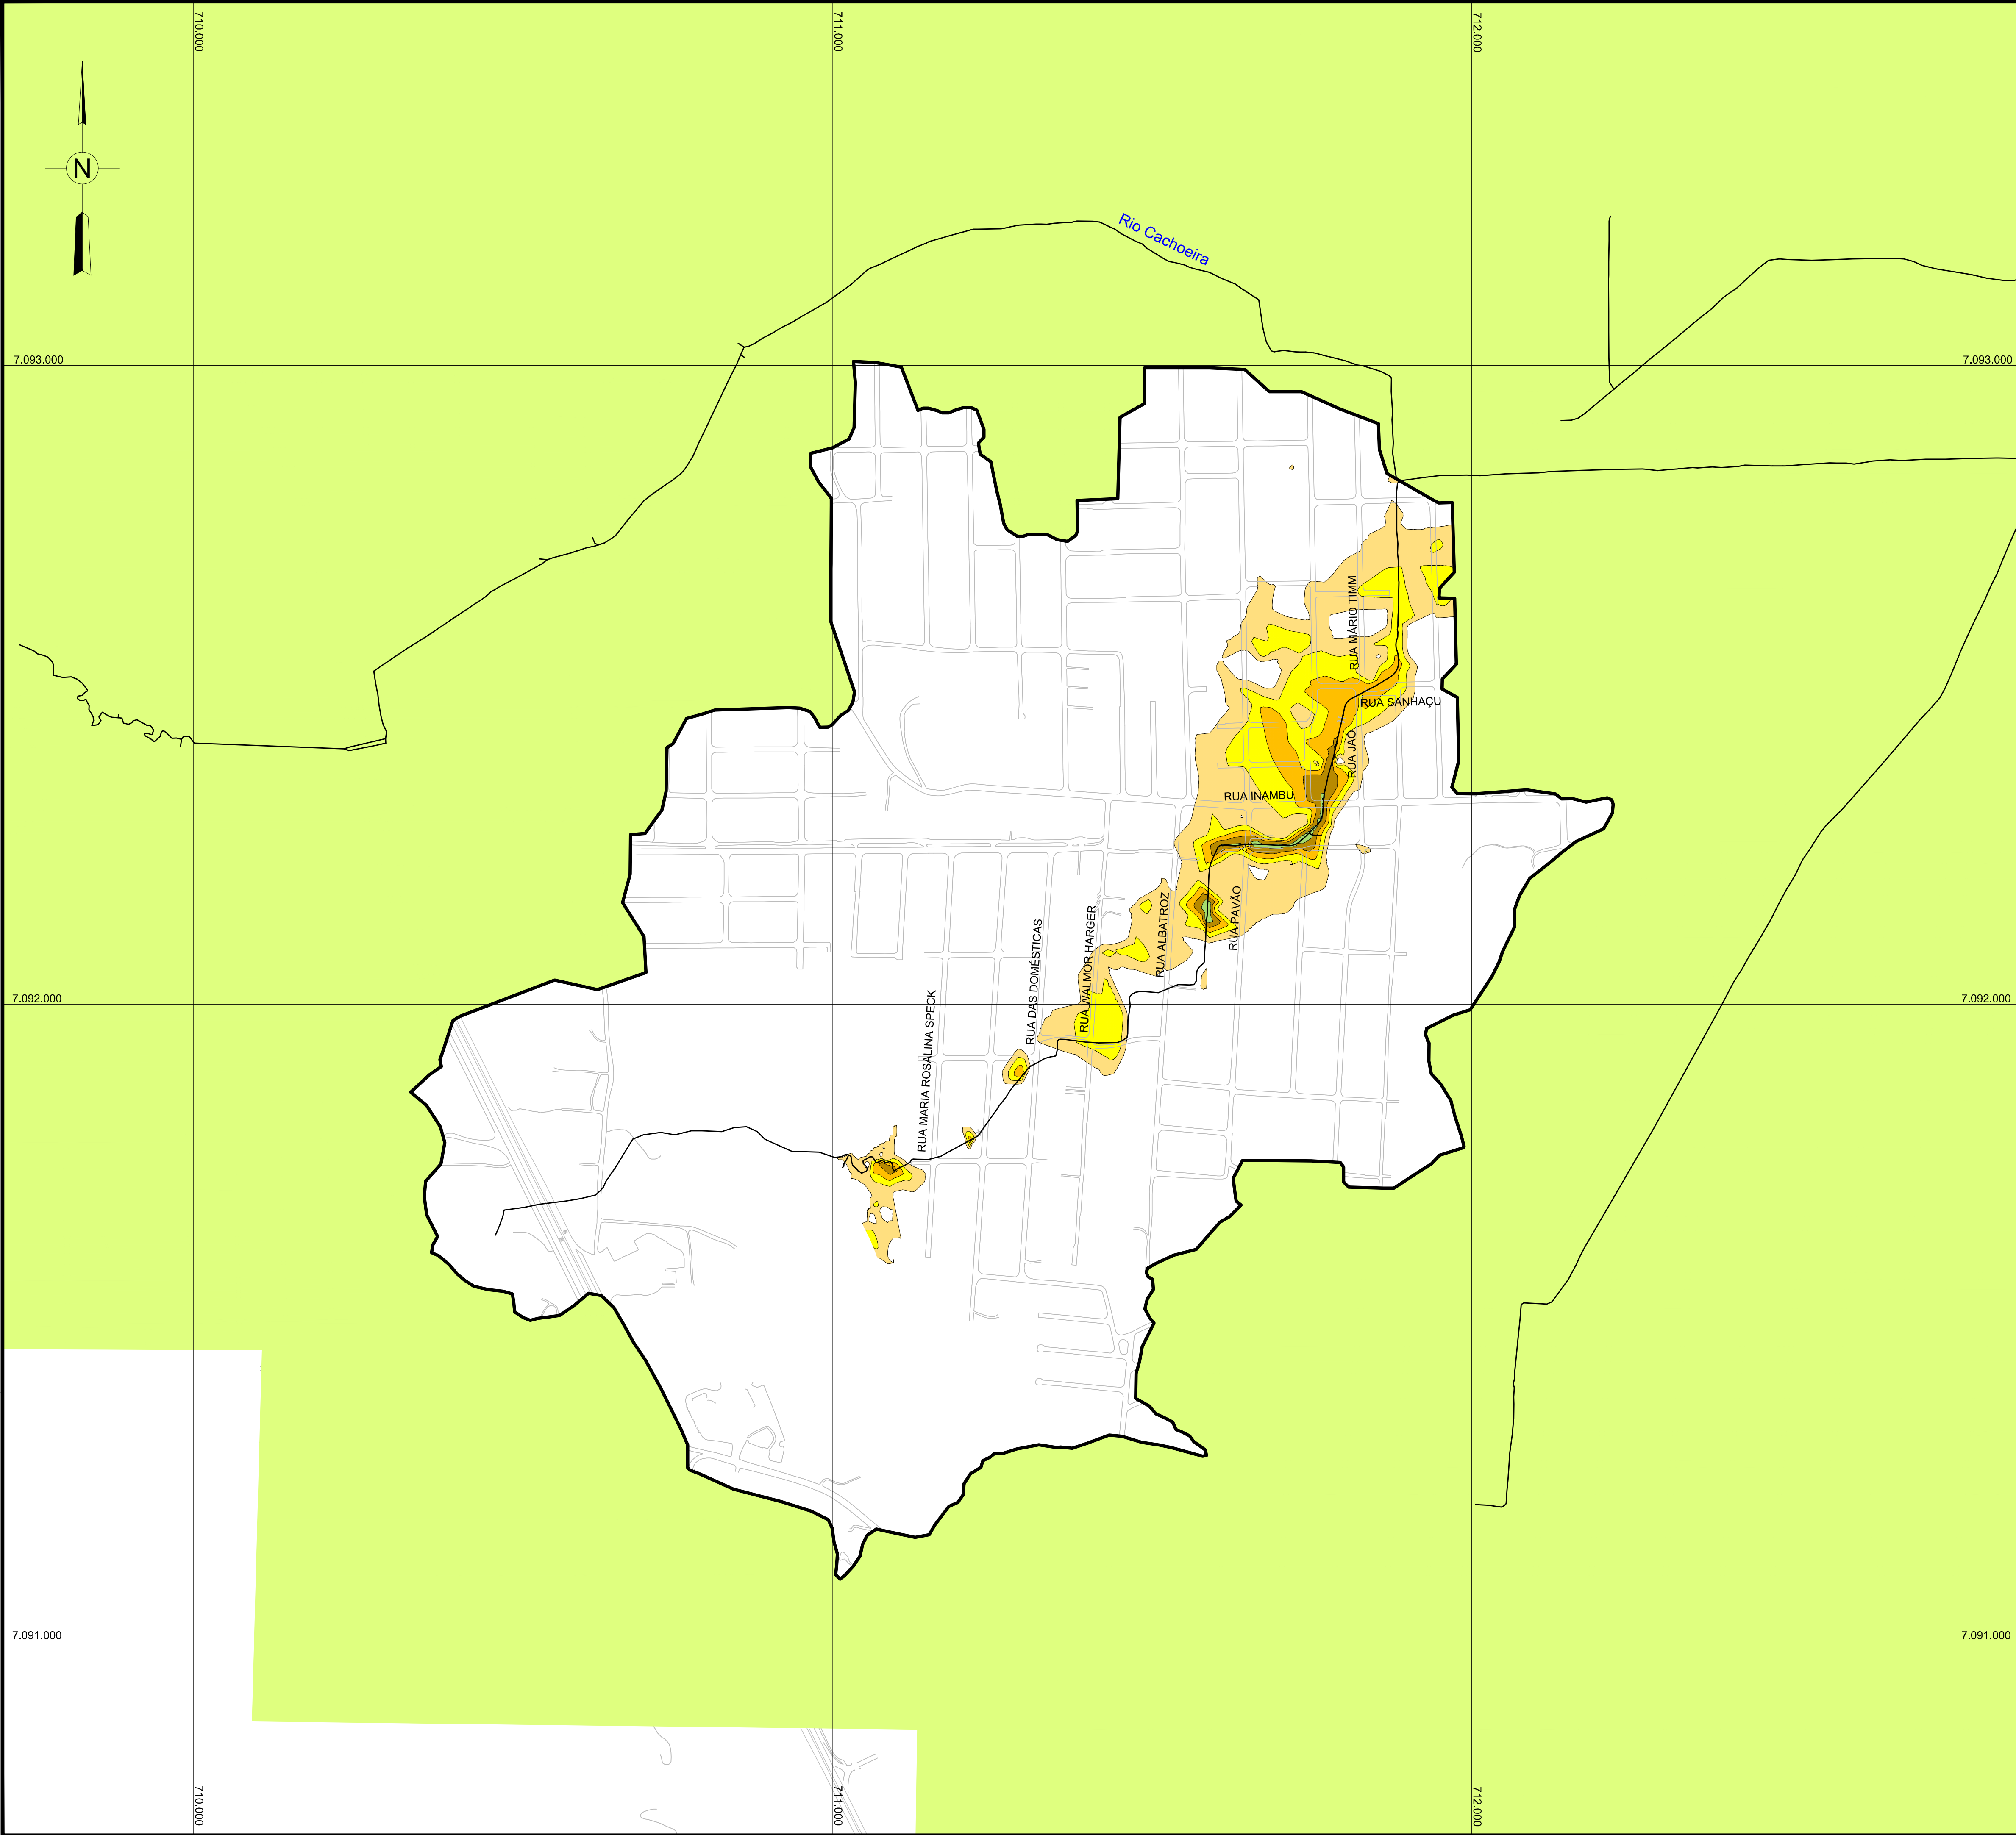 710.000
711.000
712.000
N
Rio Cachoeira
7.093.000
7.093.000
RUA MÁRIO TIMM
RUA SANHAÇU
RUA JAÓ
RUA INAMBU
RUA PAVÃO
RUA ALBATROZ
RUA WALMOR HARGER
RUA DAS DOMÉSTICAS
RUA MARIA ROSALINA SPECK
7.092.000
7.092.000
7.091.000
7.091.000
710.000
711.000
712.000